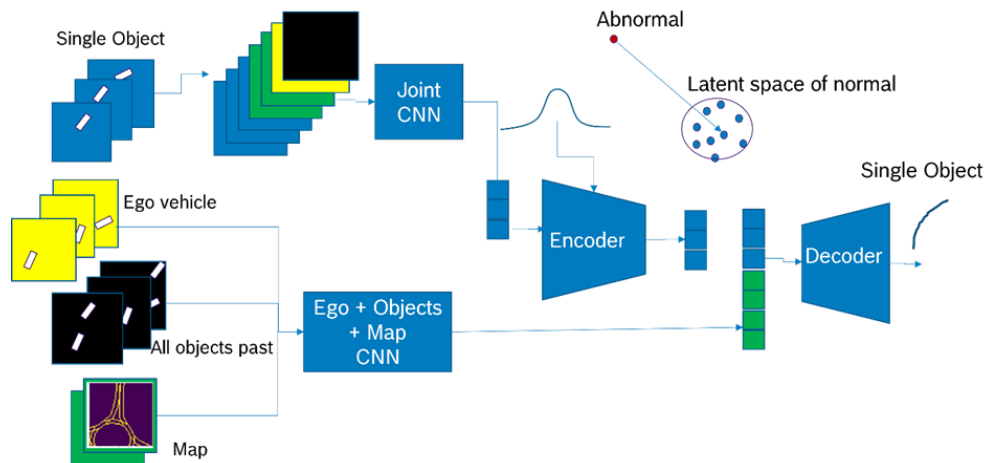 Abnormal
Single Object
Latent space of normal
Joint
CNN
Single Object
Ego vehicle
Encoder
Decoder
Ego + Objects
+ Map
CNN
All objects past
Map